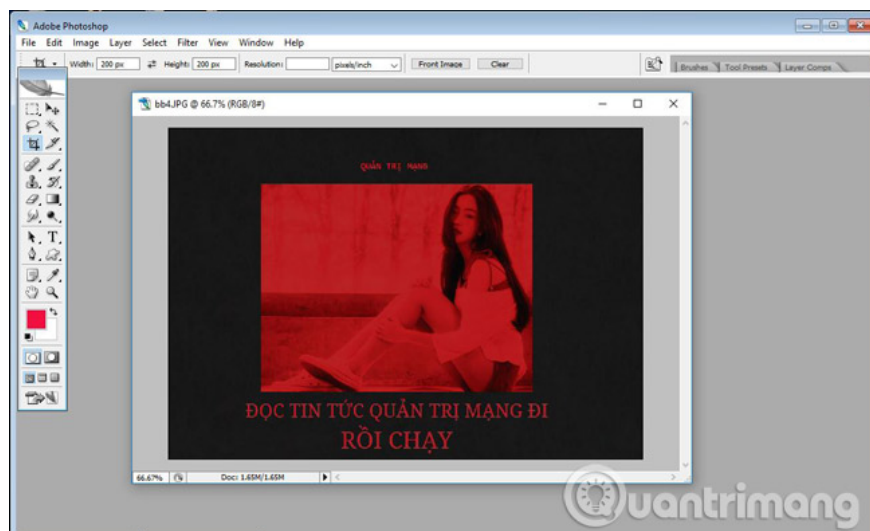 Adobe Photoshop
File Edit Image Layer Select Filter View Window Help
Width: 200 px Height: 200 px Resolution: pixels/inch Front Image Clear Brushes Tool Presets Layer Comps
bb4.JPG @ 66.7% (RGB/8#)
QUẢN TRỊ MẠNG
ĐỌC TIN TỨC QUẢN TRỊ MẠNG ĐI
RỒI CHẠY
66.67% Doc: 1.65M/1.65M
Quantrimang